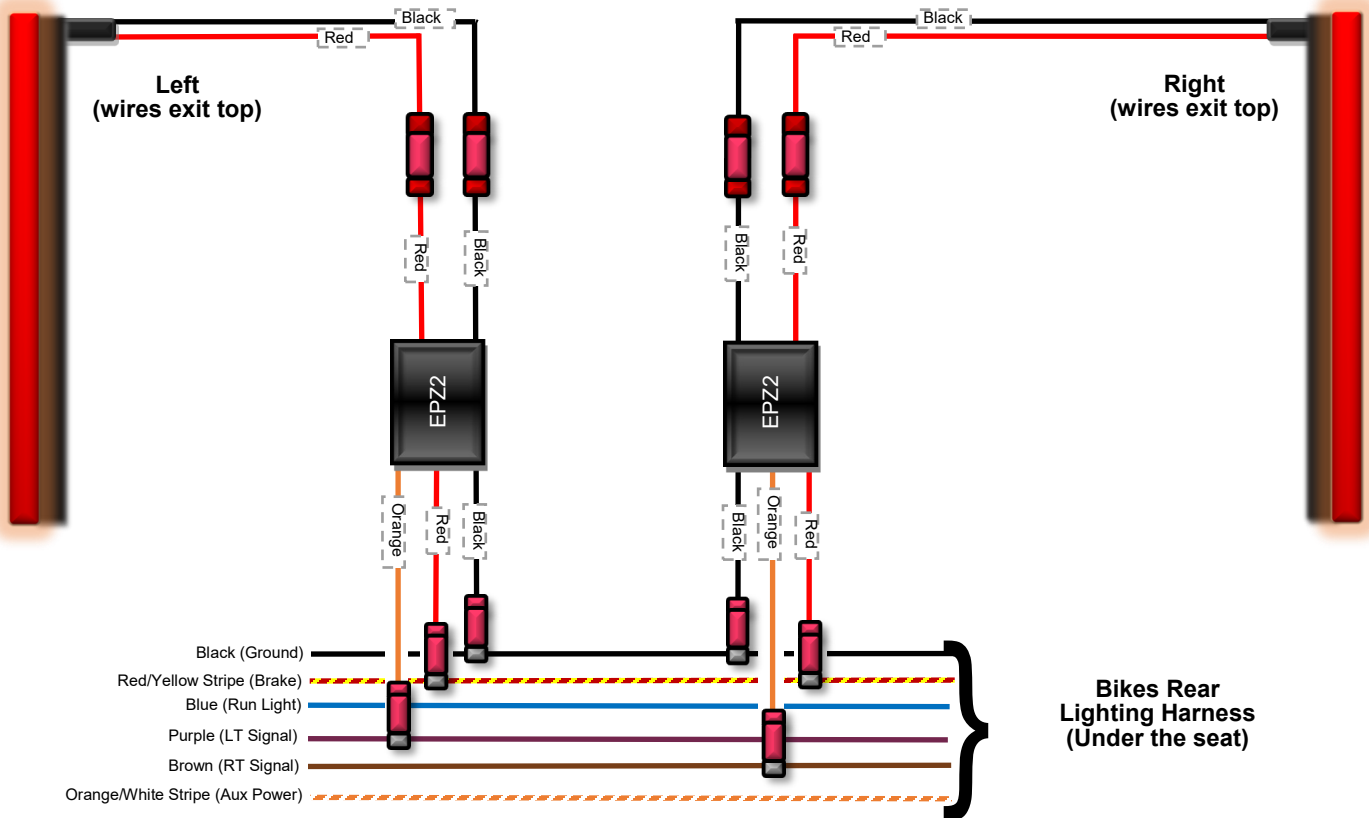 Black
Black
Red
Red
Left
(wires exit top)
Right
(wires exit top)
Red
Black
Black
Red
EPZ2
EPZ2
Orange
Red
Black
Black
Orange
Red
Black (Ground)
Red/Yellow Stripe (Brake)
Blue (Run Light)
Purple (LT Signal)
Brown (RT Signal)
Orange/White Stripe (Aux Power)
Bikes Rear
Lighting Harness
(Under the seat)